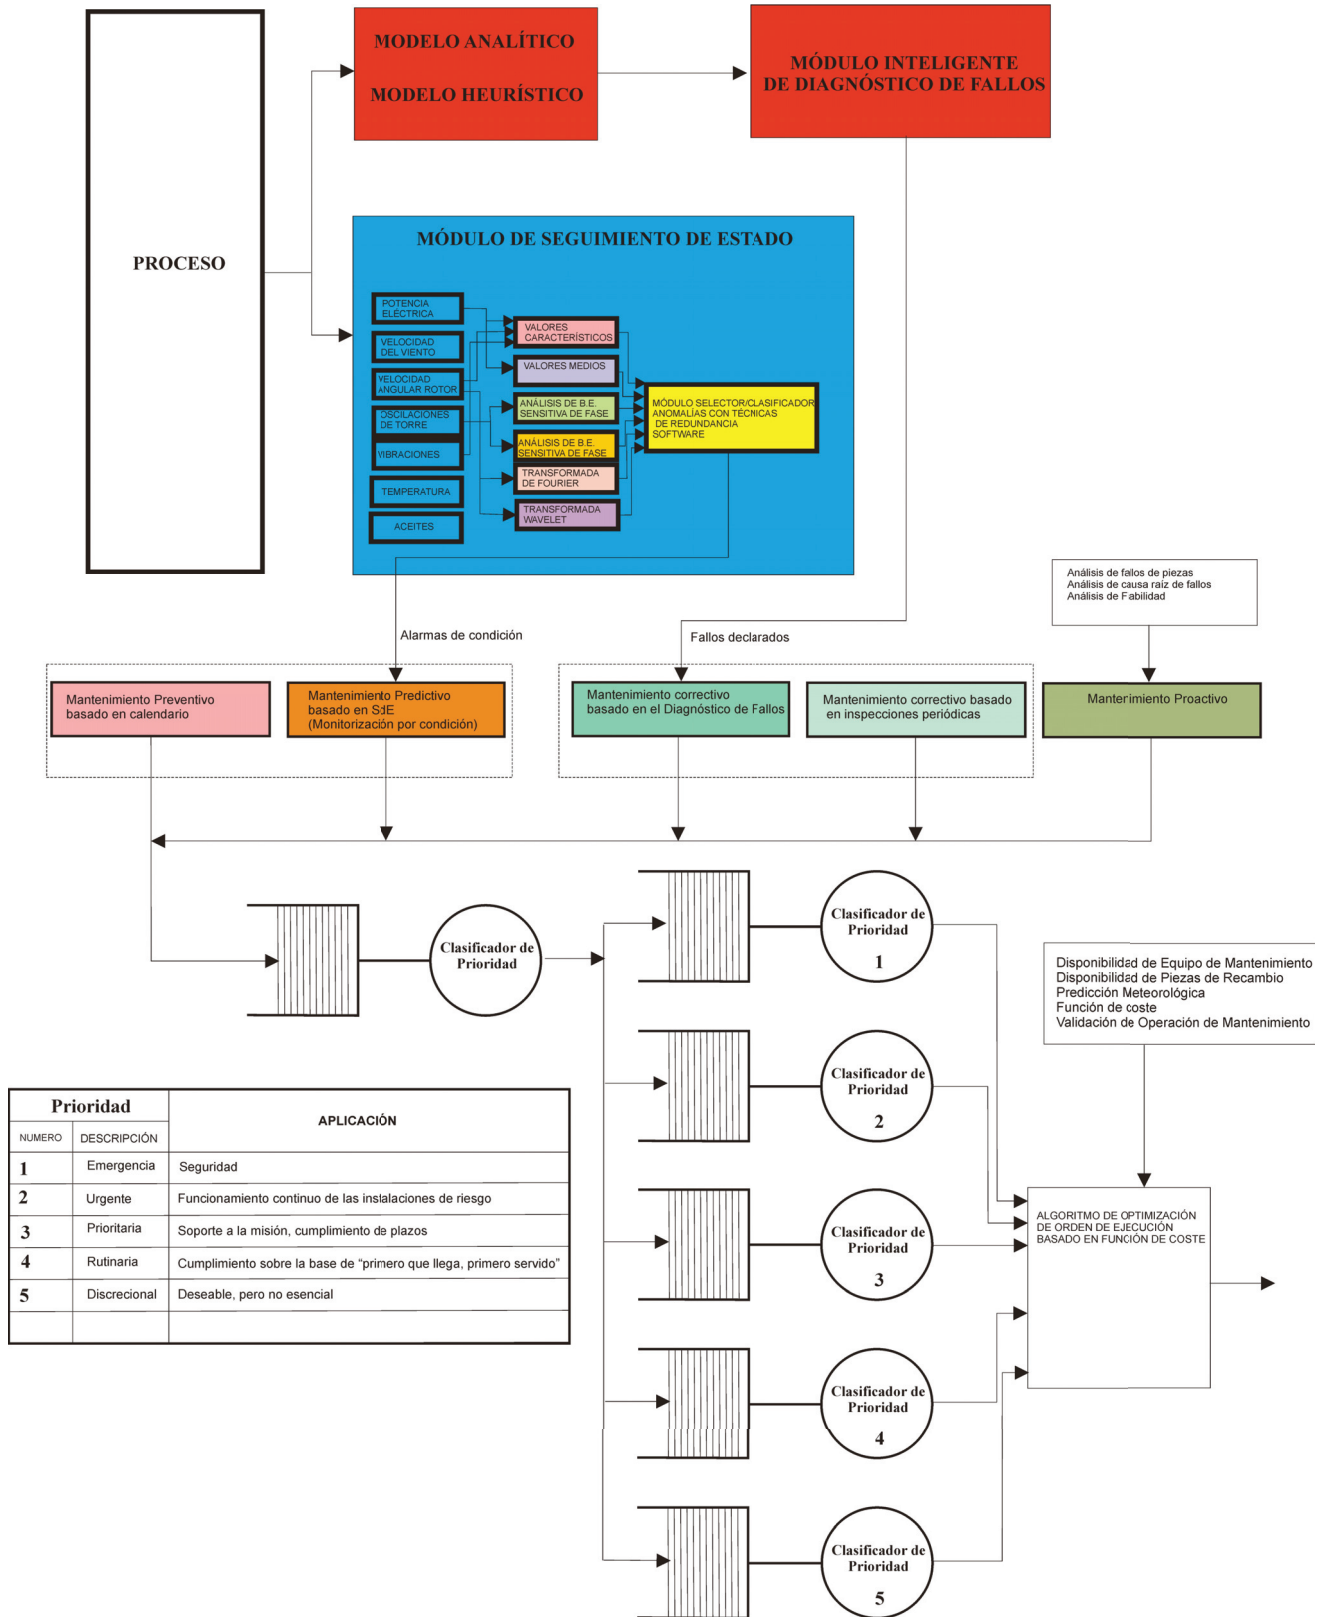 MODELO ANALÍTICO
MODELO HEURÍSTICO
MÓDULO INTELIGENTE
DE DIAGNÓSTICO DE FALLOS
PROCESO
MÓDULO DE SEGUIMIENTO DE ESTADO
POTENCIA
ELÉCTRICA
VELOCIDAD
DEL VIENTO
VELOCIDAD
ANGULAR ROTOR
OSCILACIONES
DE TORRE
VIBRACIONES
TEMPERATURA
ACEITES
VALORES
CARACTERÍSTICOS
VALORES MEDIOS
ANÁLISIS DE B.E.
SENSITIVA DE FASE
ANÁLISIS DE B.E.
SENSITIVA DE FASE
TRANSFORMADA
DE FOURIER
TRANSFORMADA
WAVELET
MÓDULO SELECTOR/CLASIFICADOR
ANOMALÍAS CON TÉCNICAS
DE REDUNDANCIA
SOFTWARE
Análisis de fallos de piezas
Análisis de causa raíz de fallos
Análisis de Fabilidad
Alarmas de condición
Fallos declarados
Mantenimiento Preventivo
basado en calendario
Mantenimiento Predictivo
basado en SdE
(Monitorización por condición)
Mantenimiento correctivo
basado en el Diagnóstico de Fallos
Mantenimiento correctivo basado
en inspecciones periódicas
Mantenimiento Proactivo
Clasificador de
Prioridad
Clasificador de
Prioridad
1
Clasificador de
Prioridad
2
Clasificador de
Prioridad
3
Clasificador de
Prioridad
4
Clasificador de
Prioridad
5
Disponibilidad de Equipo de Mantenimiento
Disponibilidad de Piezas de Recambio
Predicción Meteorológica
Función de coste
Validación de Operación de Mantenimiento
ALGORITMO DE OPTIMIZACIÓN
DE ORDEN DE EJECUCIÓN
BASADO EN FUNCIÓN DE COSTE
Prioridad APLICACIÓN
NUMERO DESCRIPCIÓN
1 Emergencia Seguridad
2 Urgente Funcionamiento continuo de las instalaciones de riesgo
3 Prioritaria Soporte a la misión, cumplimiento de plazos
4 Rutinaria Cumplimiento sobre la base de “primero que llega, primero servido”
5 Discrecional Deseable, pero no esencial